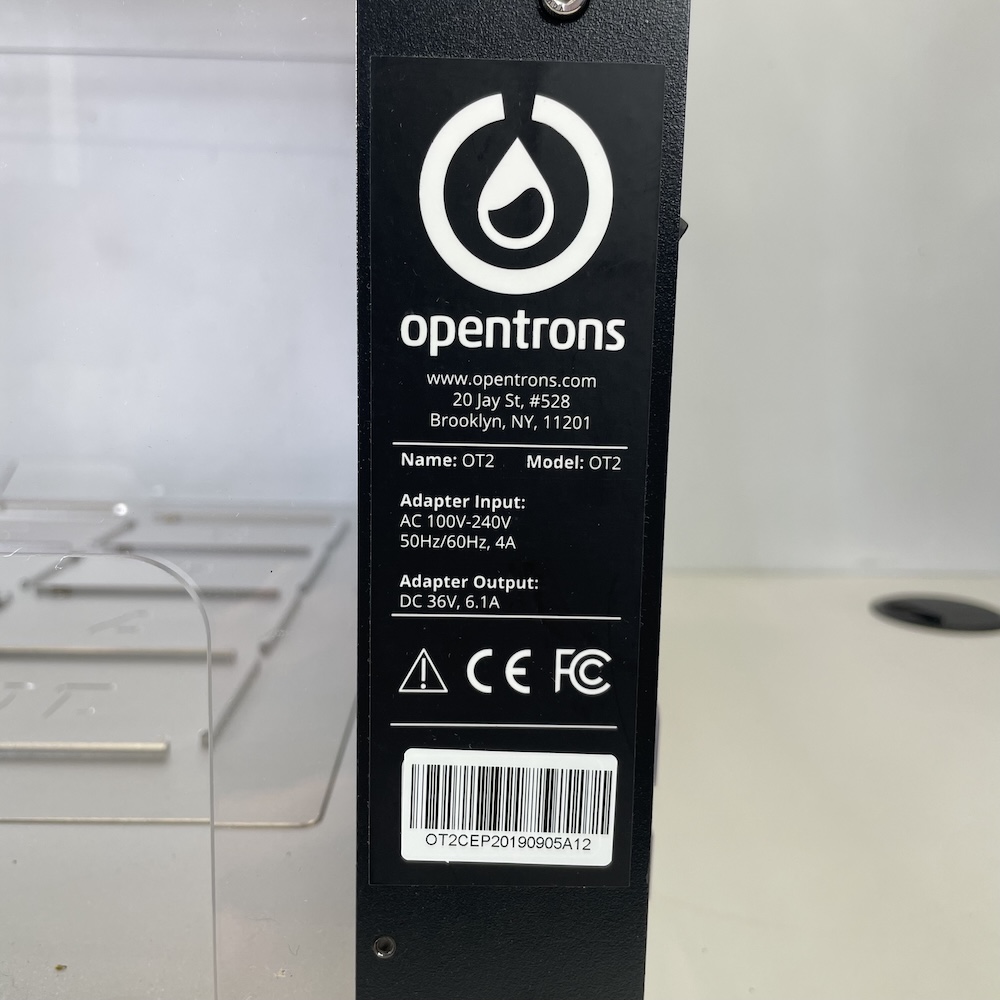 opentrons
www.opentrons.com
20 Jay St, #528
Brooklyn, NY, 11201
Name: OT2 Model: OT2
Adapter Input:
AC 100V-240V
50Hz/60Hz, 4A
Adapter Output:
DC 36V, 6.1A
CE FC
OT2CEP20190905A12